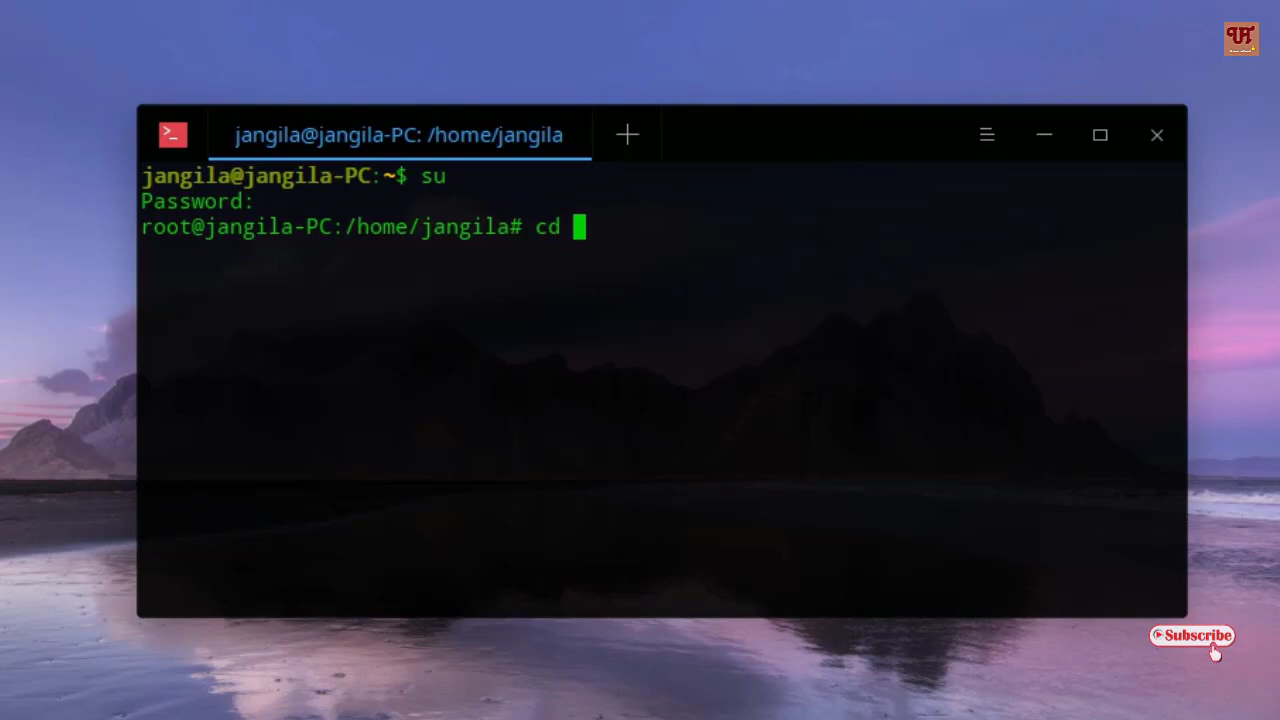 jangila@jangila-PC: /home/jangila
jangila@jangila-PC:~$ su
Password:
root@jangila-PC:/home/jangila# cd
Subscribe